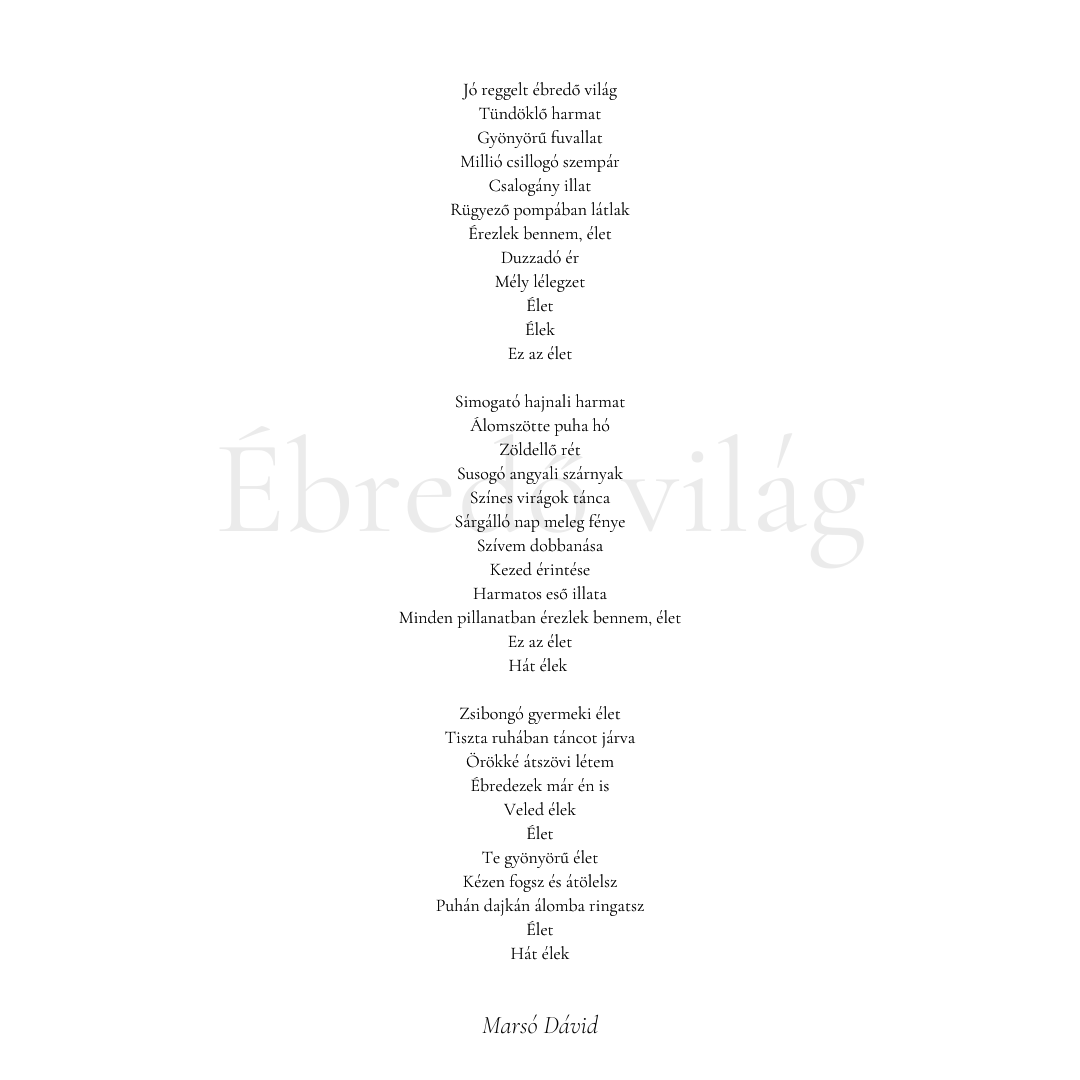 Jó reggelt ébredő világ
Tündöklő harmat
Gyönyörű fuvallat
Millió csillogó szempár
Csalogány illat
Rügyező pompában látlak
Érezlek bennem, élet
Duzzadó ér
Mély lélegzet
Élet
Élek
Ez az élet
Simogató hajnali harmat
Álomszötte puha hó
Zöldellő rét
Susogó angyali szárnyak
Színes virágok tánca
Sárgálló nap meleg fénye
Szívem dobbanása
Kezed érintése
Harmatos eső illata
Minden pillanatban érezlek bennem, élet
Ez az élet
Hát élek
Zsibongó gyermeki élet
Tiszta ruhában táncot járva
Örökké átszövi létem
Ébredezek már én is
Veled élek
Élet
Te gyönyörű élet
Kézen fogsz és átölelsz
Puhán dajkán álomba ringatsz
Élet
Hát élek
Marsó Dávid
Ébredő világ